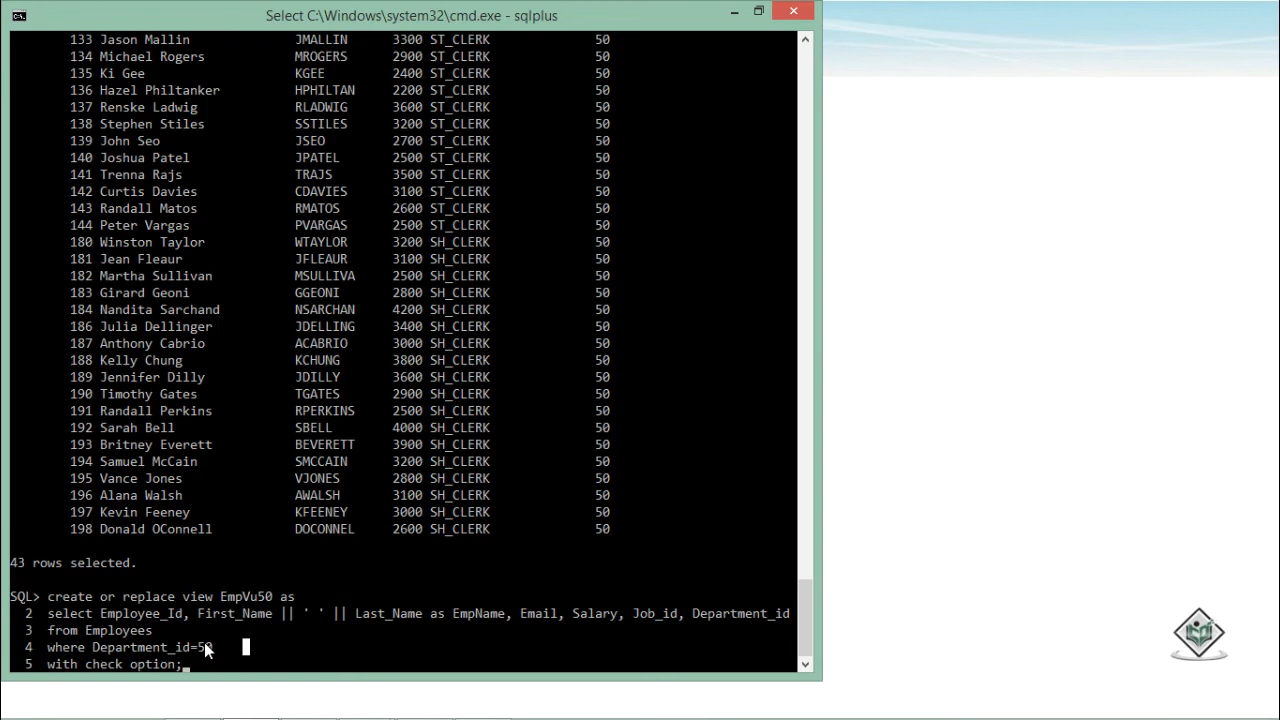 Select C:\Windows\system32\cmd.exe - sqlplus
133 Jason Mallin JMALLIN 3300 ST_CLERK 50
134 Michael Rogers MROGERS 2900 ST_CLERK 50
135 Ki Gee KGEE 2400 ST_CLERK 50
136 Hazel Philtanker HPHILTAN 2200 ST_CLERK 50
137 Renske Ladwig RLADWIG 3600 ST_CLERK 50
138 Stephen Stiles SSTILES 3200 ST_CLERK 50
139 John Seo JSEO 2700 ST_CLERK 50
140 Joshua Patel JPATEL 2500 ST_CLERK 50
141 Trenna Rajs TRAJS 3500 ST_CLERK 50
142 Curtis Davies CDAVIES 3100 ST_CLERK 50
143 Randall Matos RMATOS 2600 ST_CLERK 50
144 Peter Vargas PVARGAS 2500 ST_CLERK 50
180 Winston Taylor WTAYLOR 3200 SH_CLERK 50
181 Jean Fleaur JFLEAUR 3100 SH_CLERK 50
182 Martha Sullivan MSULLIVA 2500 SH_CLERK 50
183 Girard Geoni GGEONI 2800 SH_CLERK 50
184 Nandita Sarchand NSARCHAN 4200 SH_CLERK 50
186 Julia Dellinger JDELLING 3400 SH_CLERK 50
187 Anthony Cabrio ACABRIO 3000 SH_CLERK 50
188 Kelly Chung KCHUNG 3800 SH_CLERK 50
189 Jennifer Dilly JDILLY 3600 SH_CLERK 50
190 Timothy Gates TGATES 2900 SH_CLERK 50
191 Randall Perkins RPERKINS 2500 SH_CLERK 50
192 Sarah Bell SBELL 4000 SH_CLERK 50
193 Britney Everett BEVERETT 3900 SH_CLERK 50
194 Samuel McCain SMCCAIN 3200 SH_CLERK 50
195 Vance Jones VJONES 2800 SH_CLERK 50
196 Alana Walsh AWALSH 3100 SH_CLERK 50
197 Kevin Feeney KFEENEY 3000 SH_CLERK 50
198 Donald OConnell DOCONNEL 2600 SH_CLERK 50
43 rows selected.
SQL> create or replace view EmpVu50 as
2 select Employee_Id, First_Name || ' ' || Last_Name as EmpName, Email, Salary, Job_id, Department_id
3 from Employees
4 where Department_id=50
5 with check option;